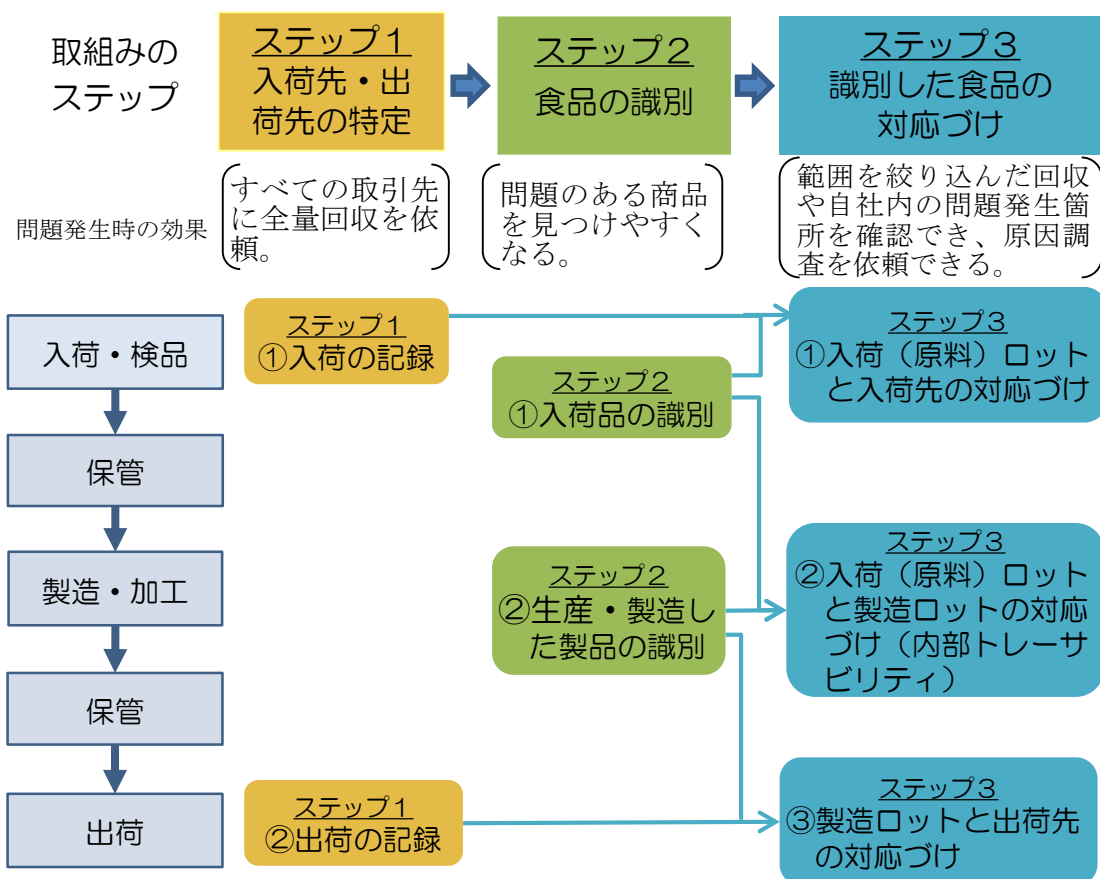 取組みの
ステップ
ステップ1
入荷先・出
荷先の特定
ステップ2
食品の識別
ステップ3
識別した食品の
対応づけ
問題発生時の効果
すべての取引先
に全量回収を依
頼。
問題のある商品
を見つけやすく
なる。
範囲を絞り込んだ回収
や自社内の問題発生箇
所を確認でき、原因調
査を依頼できる。
入荷・検品
保管
製造・加工
保管
出荷
ステップ1
①入荷の記録
ステップ2
①入荷品の識別
ステップ3
①入荷（原料）ロット
と入荷先の対応づけ
ステップ2
②生産・製造し
た製品の識別
ステップ3
②入荷（原料）ロット
と製造ロットの対応
づけ（内部トレーサ
ビリティ）
ステップ1
②出荷の記録
ステップ3
③製造ロットと出荷先
の対応づけ